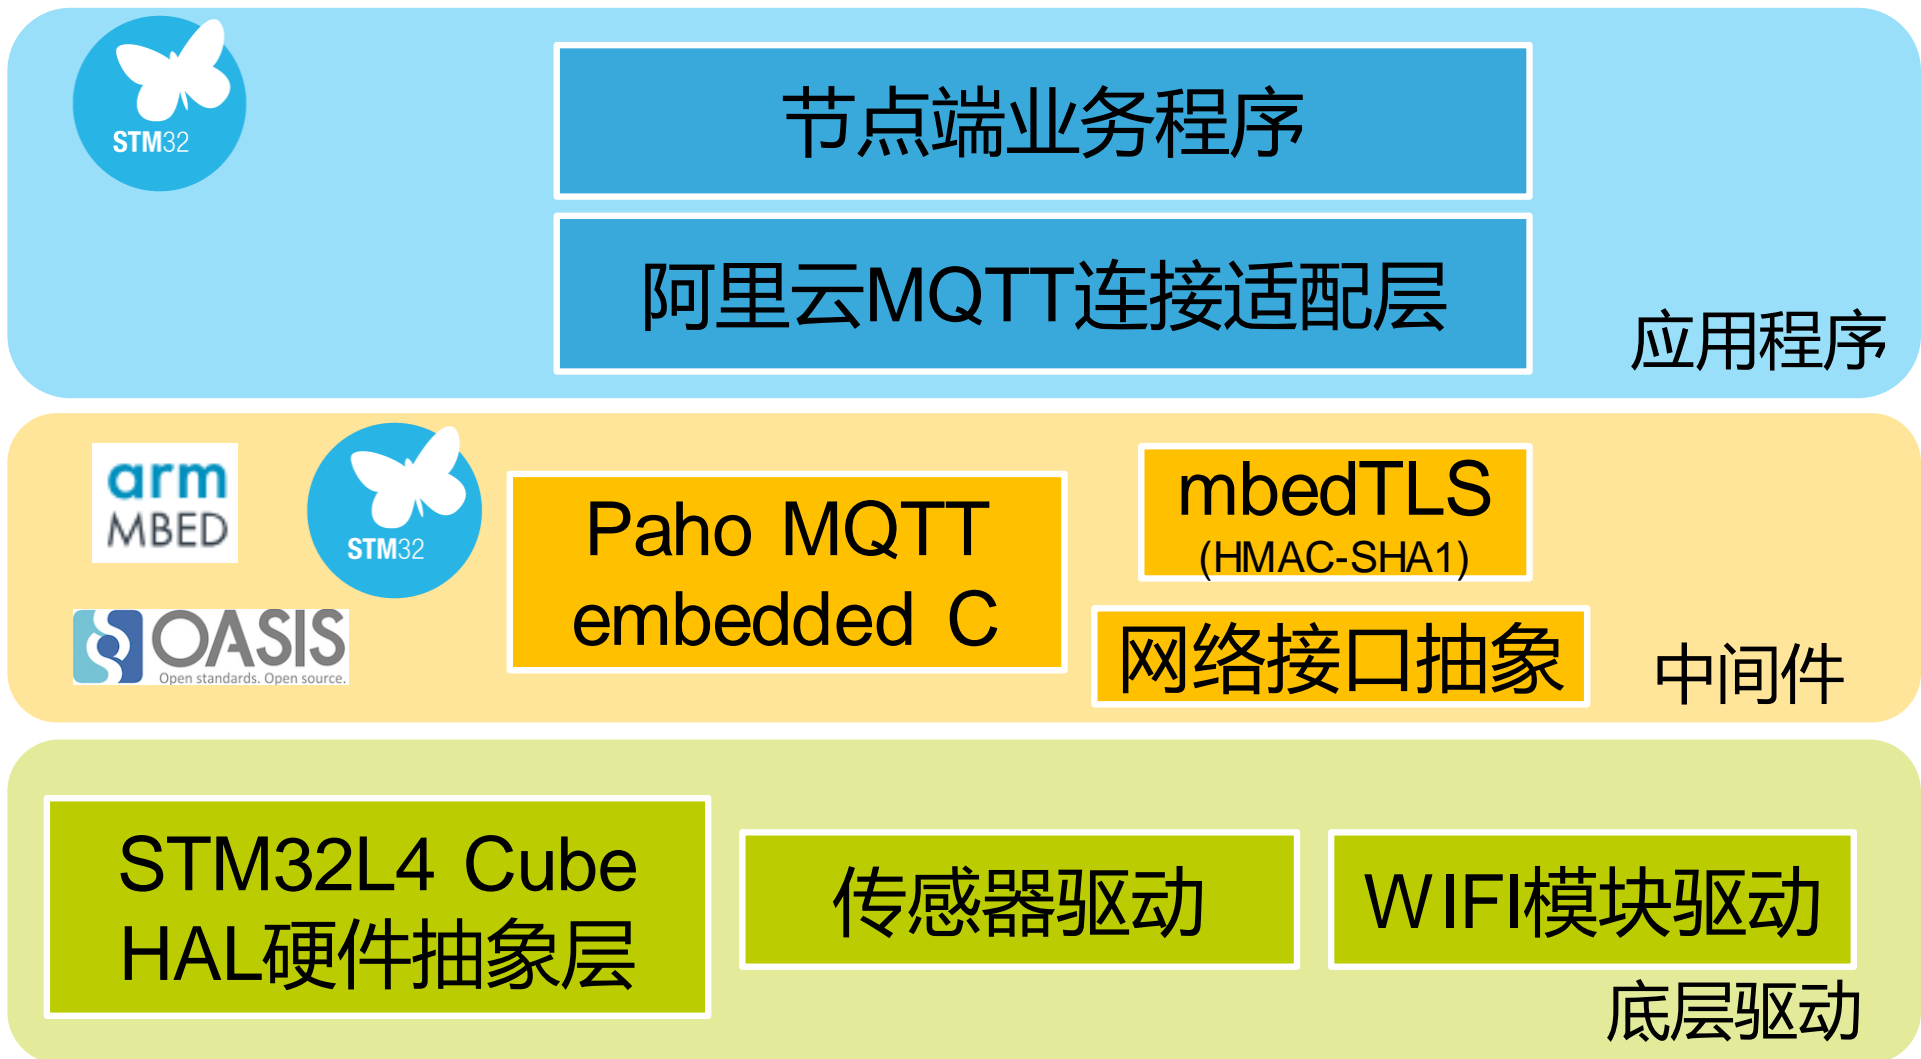 STM32
节点端业务程序
阿里云MQTT连接适配层
应用程序
arm
MBED
STM32
OASIS
Open standards. Open source.
Paho MQTT
embedded C
mbedTLS
(HMAC-SHA1)
网络接口抽象
中间件
STM32L4 Cube
HAL硬件抽象层
传感器驱动
WIFI模块驱动
底层驱动